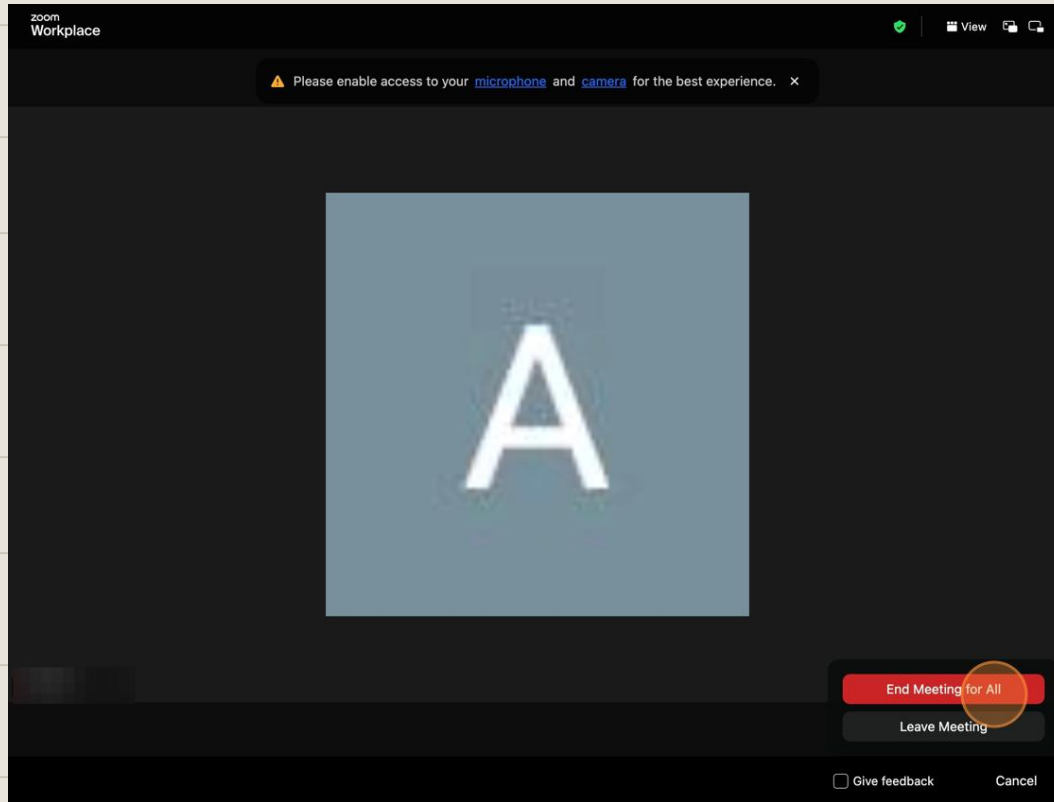 zoom
Workplace
View
Please enable access to your microphone and camera for the best experience.
A
End Meeting for All
Leave Meeting
Give feedback
Cancel